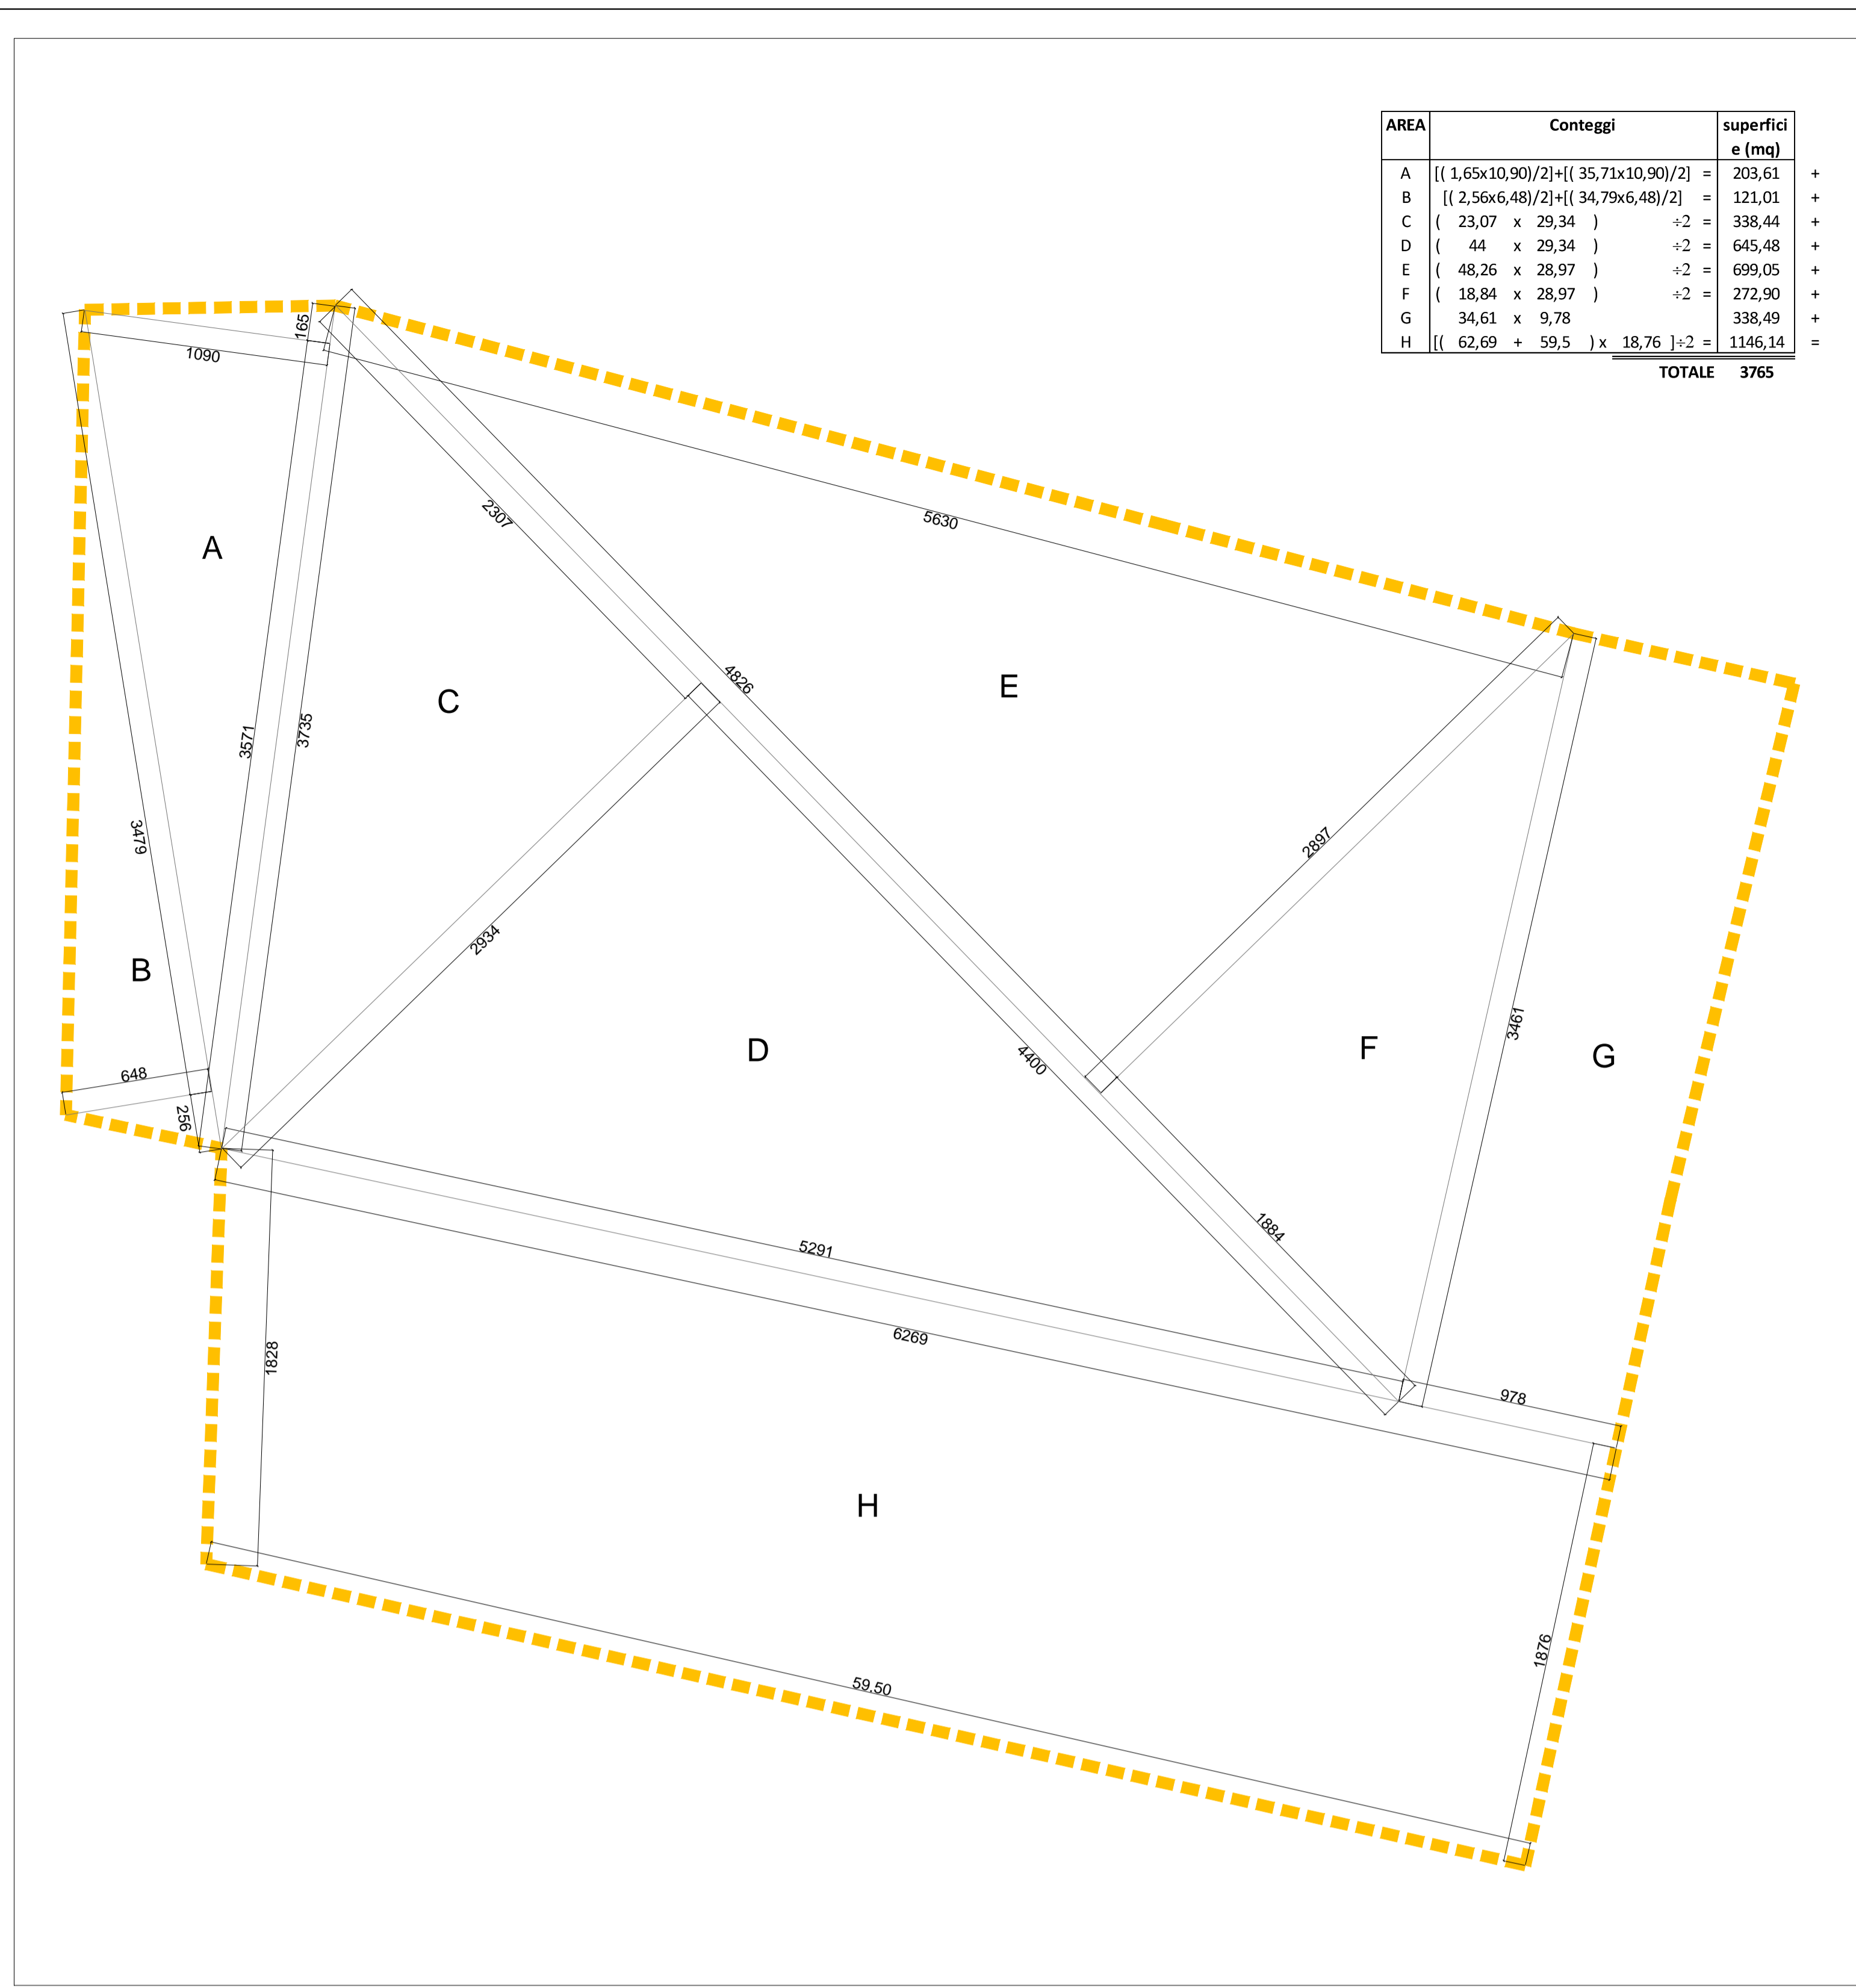 AREA Conteggi superfici
e (mq)
A [( 1,65x10,90)/2]+[( 35,71x10,90)/2] = 203,61 +
B [( 2,56x6,48)/2]+[( 34,79x6,48)/2] = 121,01 +
C ( 23,07 x 29,34 ) ÷2 = 338,44 +
D ( 44 x 29,34 ) ÷2 = 645,48 +
E ( 48,26 x 28,97 ) ÷2 = 699,05 +
F ( 18,84 x 28,97 ) ÷2 = 272,90 +
G 34,61 x 9,78 338,49 +
H [( 62,69 + 59,5 ) x 18,76 ]÷2 = 1146,14 =
TOTALE 3765
165
1090
2307
5630
A
4826
E
C
3571
3735
3479
2897
2934
B
3461
D
F
G
4400
648
256
1884
5291
6269
1828
978
H
1876
59.50